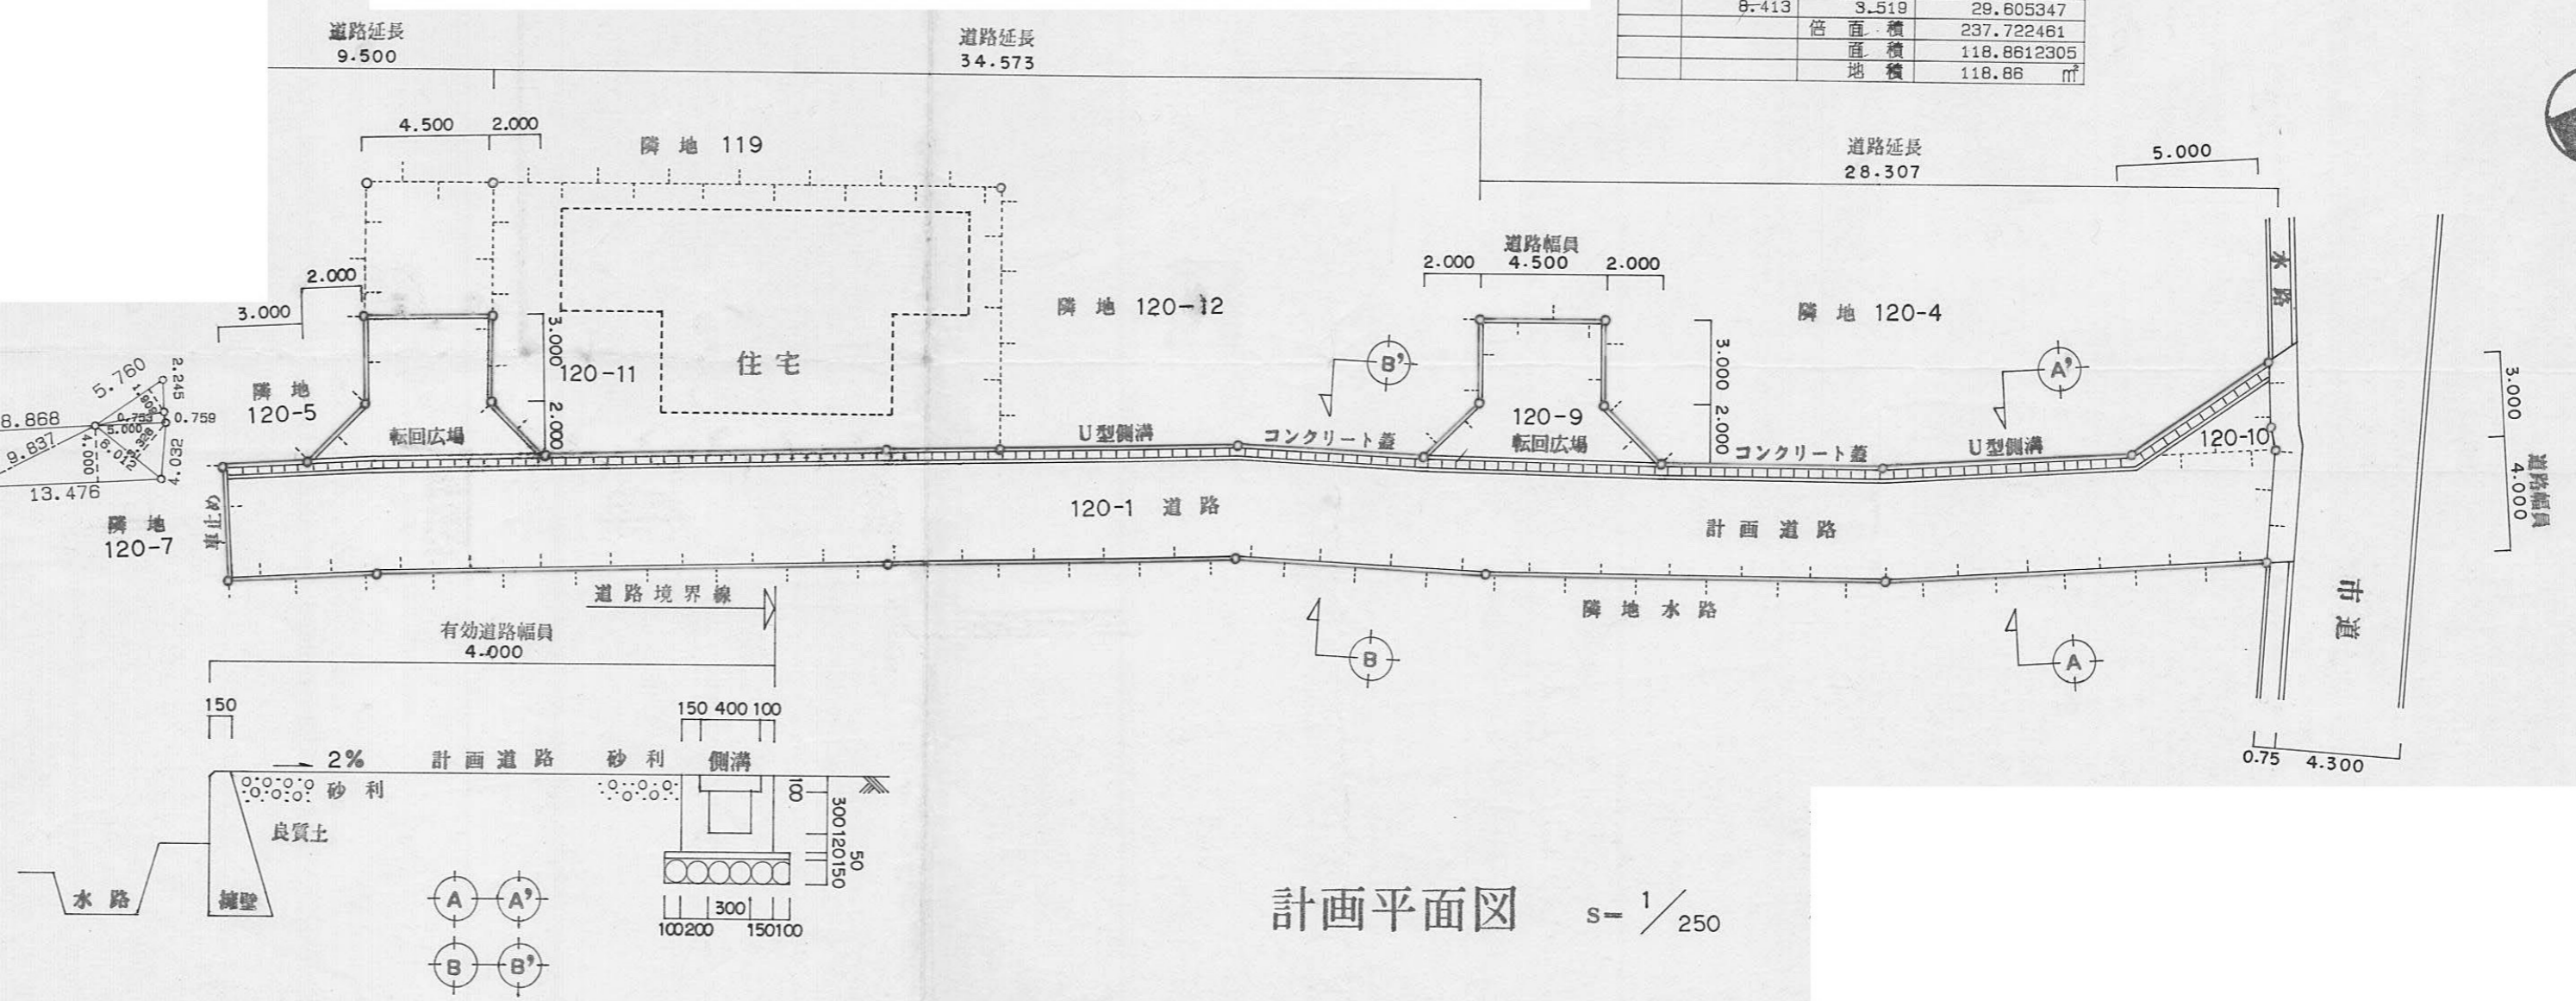 8.413 3.519 29.605347
倍面積 237.722461
面積 118.8612305
地積 118.86 ㎡
道路延長
9.500
道路延長
34.573
道路延長
28.307
5.000
4.500 2.000
隣地 119
2.000
3.000
道路幅員
2.000 4.500 2.000
水路
隣地 120-12
隣地 120-4
3.000
2.000
120-11
住宅
B'
A'
3.000
2.000
3.000
4.000
道路幅員
5.760
2.245
8.868
0.759
5.000
9.837
4.000
6.012
4.032
13.476
隣地
120-5
転回広場
120-9
転回広場
U型側溝
コンクリート蓋
コンクリート蓋
U型側溝
120-10
隣地
120-7
車止め
120-1 道路
計画道路
道路境界線
隣地水路
市道
有効道路幅員
4.000
B
A
150
150 400 100
0.75 4.300
2%
計画道路
砂利
側溝
砂利
良質土
100
300
120
50
150
水路
擁壁
A A'
B B'
300
100 200 150 100
計画平面図 S= 1/250